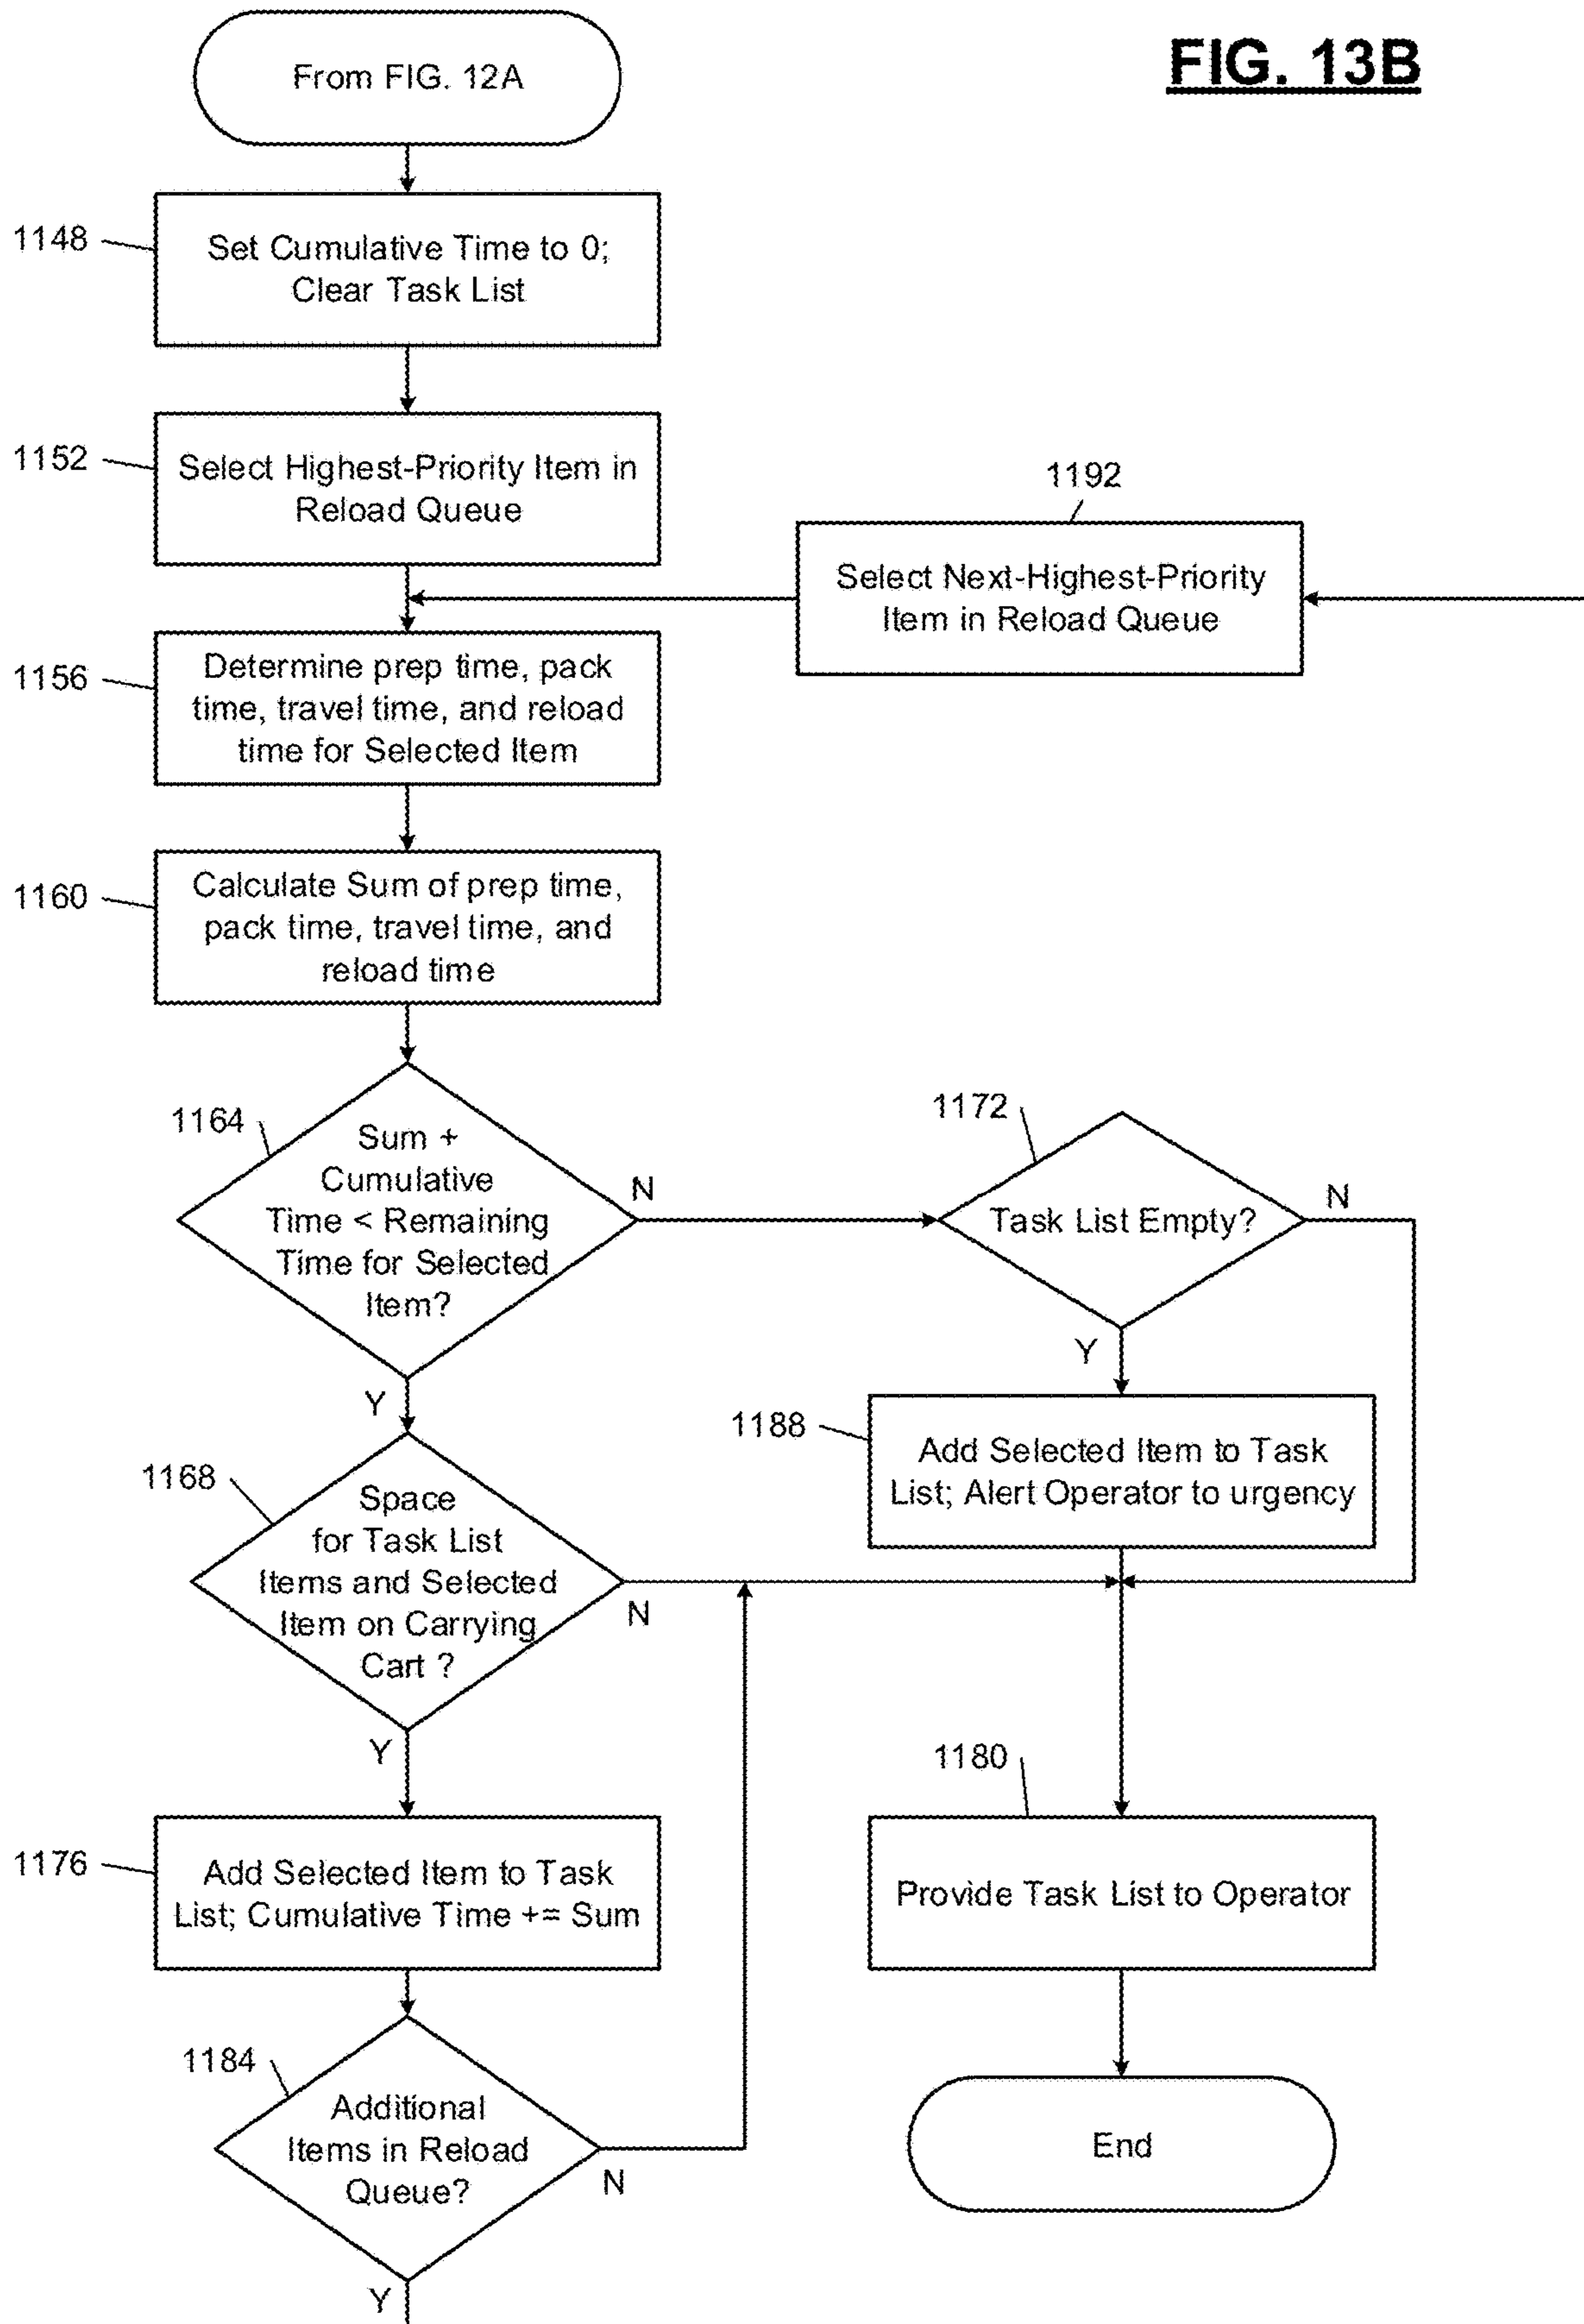 FIG. 13B
From FIG. 12A
1148
Set Cumulative Time to 0;
Clear Task List
1152
Select Highest-Priority Item in
Reload Queue
1192
Select Next-Highest-Priority
Item in Reload Queue
1156
Determine prep time, pack
time, travel time, and reload
time for Selected Item
1160
Calculate Sum of prep time,
pack time, travel time, and
reload time
1164
Sum +
Cumulative
Time < Remaining
Time for Selected
Item?
N
Y
1172
Task List Empty?
N
Y
1188
Add Selected Item to Task
List; Alert Operator to urgency
1168
Space
for Task List
Items and Selected
Item on Carrying
Cart ?
N
Y
1176
Add Selected Item to Task
List; Cumulative Time += Sum
1180
Provide Task List to Operator
1184
Additional
Items in Reload
Queue?
N
Y
End